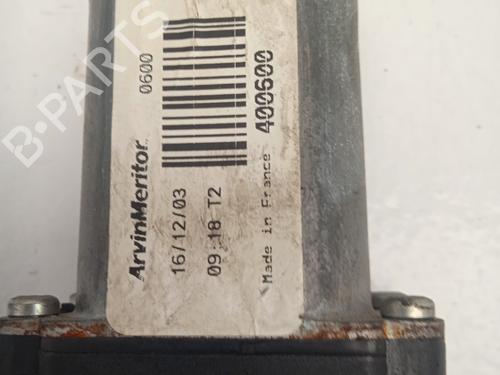 0600
400600
ArvinMeritor
16/12/03
09:18 T2
Made in France
B-PARTS